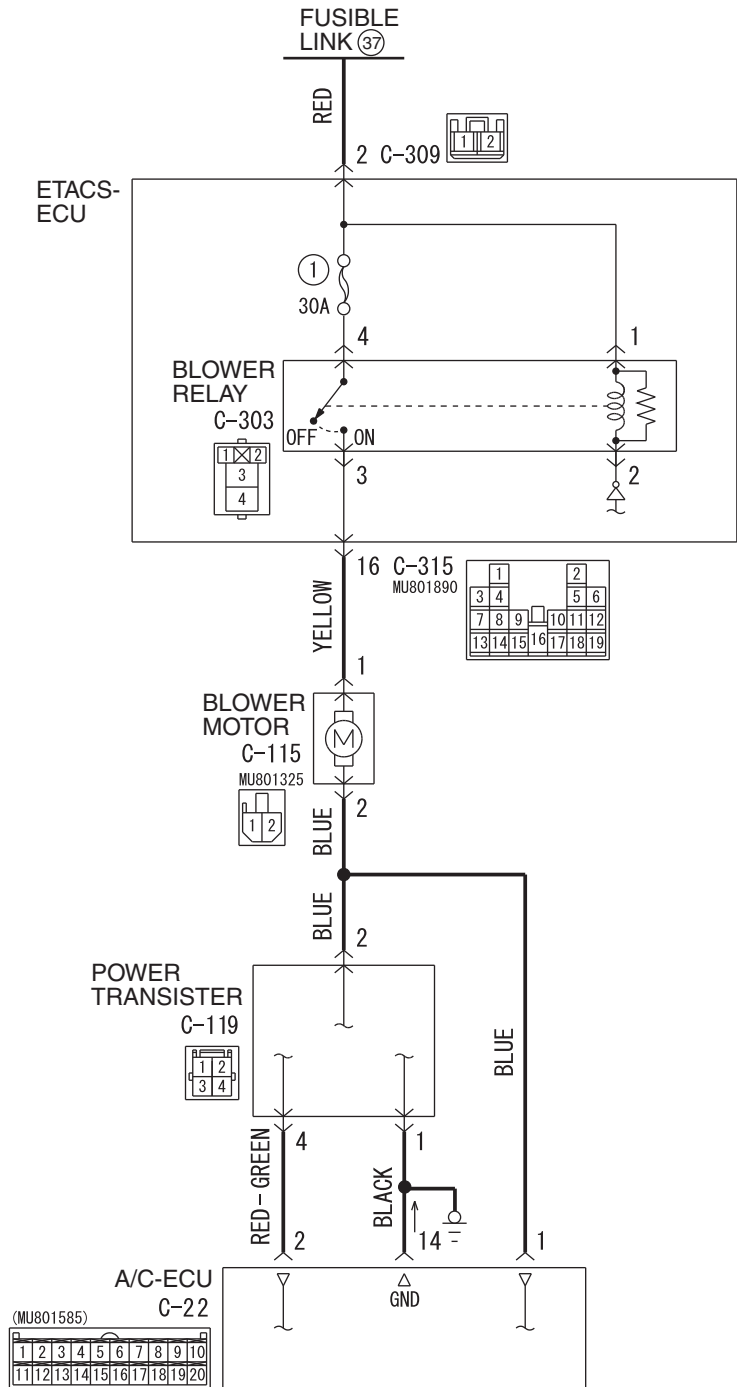 FUSIBLE
LINK 37
RED
2 C-309
1 2
ETACS-
ECU
1
30A
4
1
BLOWER
RELAY
C-303
OFF ON
1 2
3
4
3
2
16 C-315
MU801890
1 2
3 4 5 6
7 8 9 10 11 12
13 14 15 16 17 18 19
YELLOW
1
BLOWER
MOTOR
C-115
MU801325
M
1 2
2
BLUE
BLUE
2
POWER
TRANSISTER
C-119
1 2
3 4
BLUE
4
1
RED-GREEN
BLACK
2
14
1
A/C-ECU
C-22
GND
(MU801585)
1 2 3 4 5 6 7 8 9 10
11 12 13 14 15 16 17 18 19 20